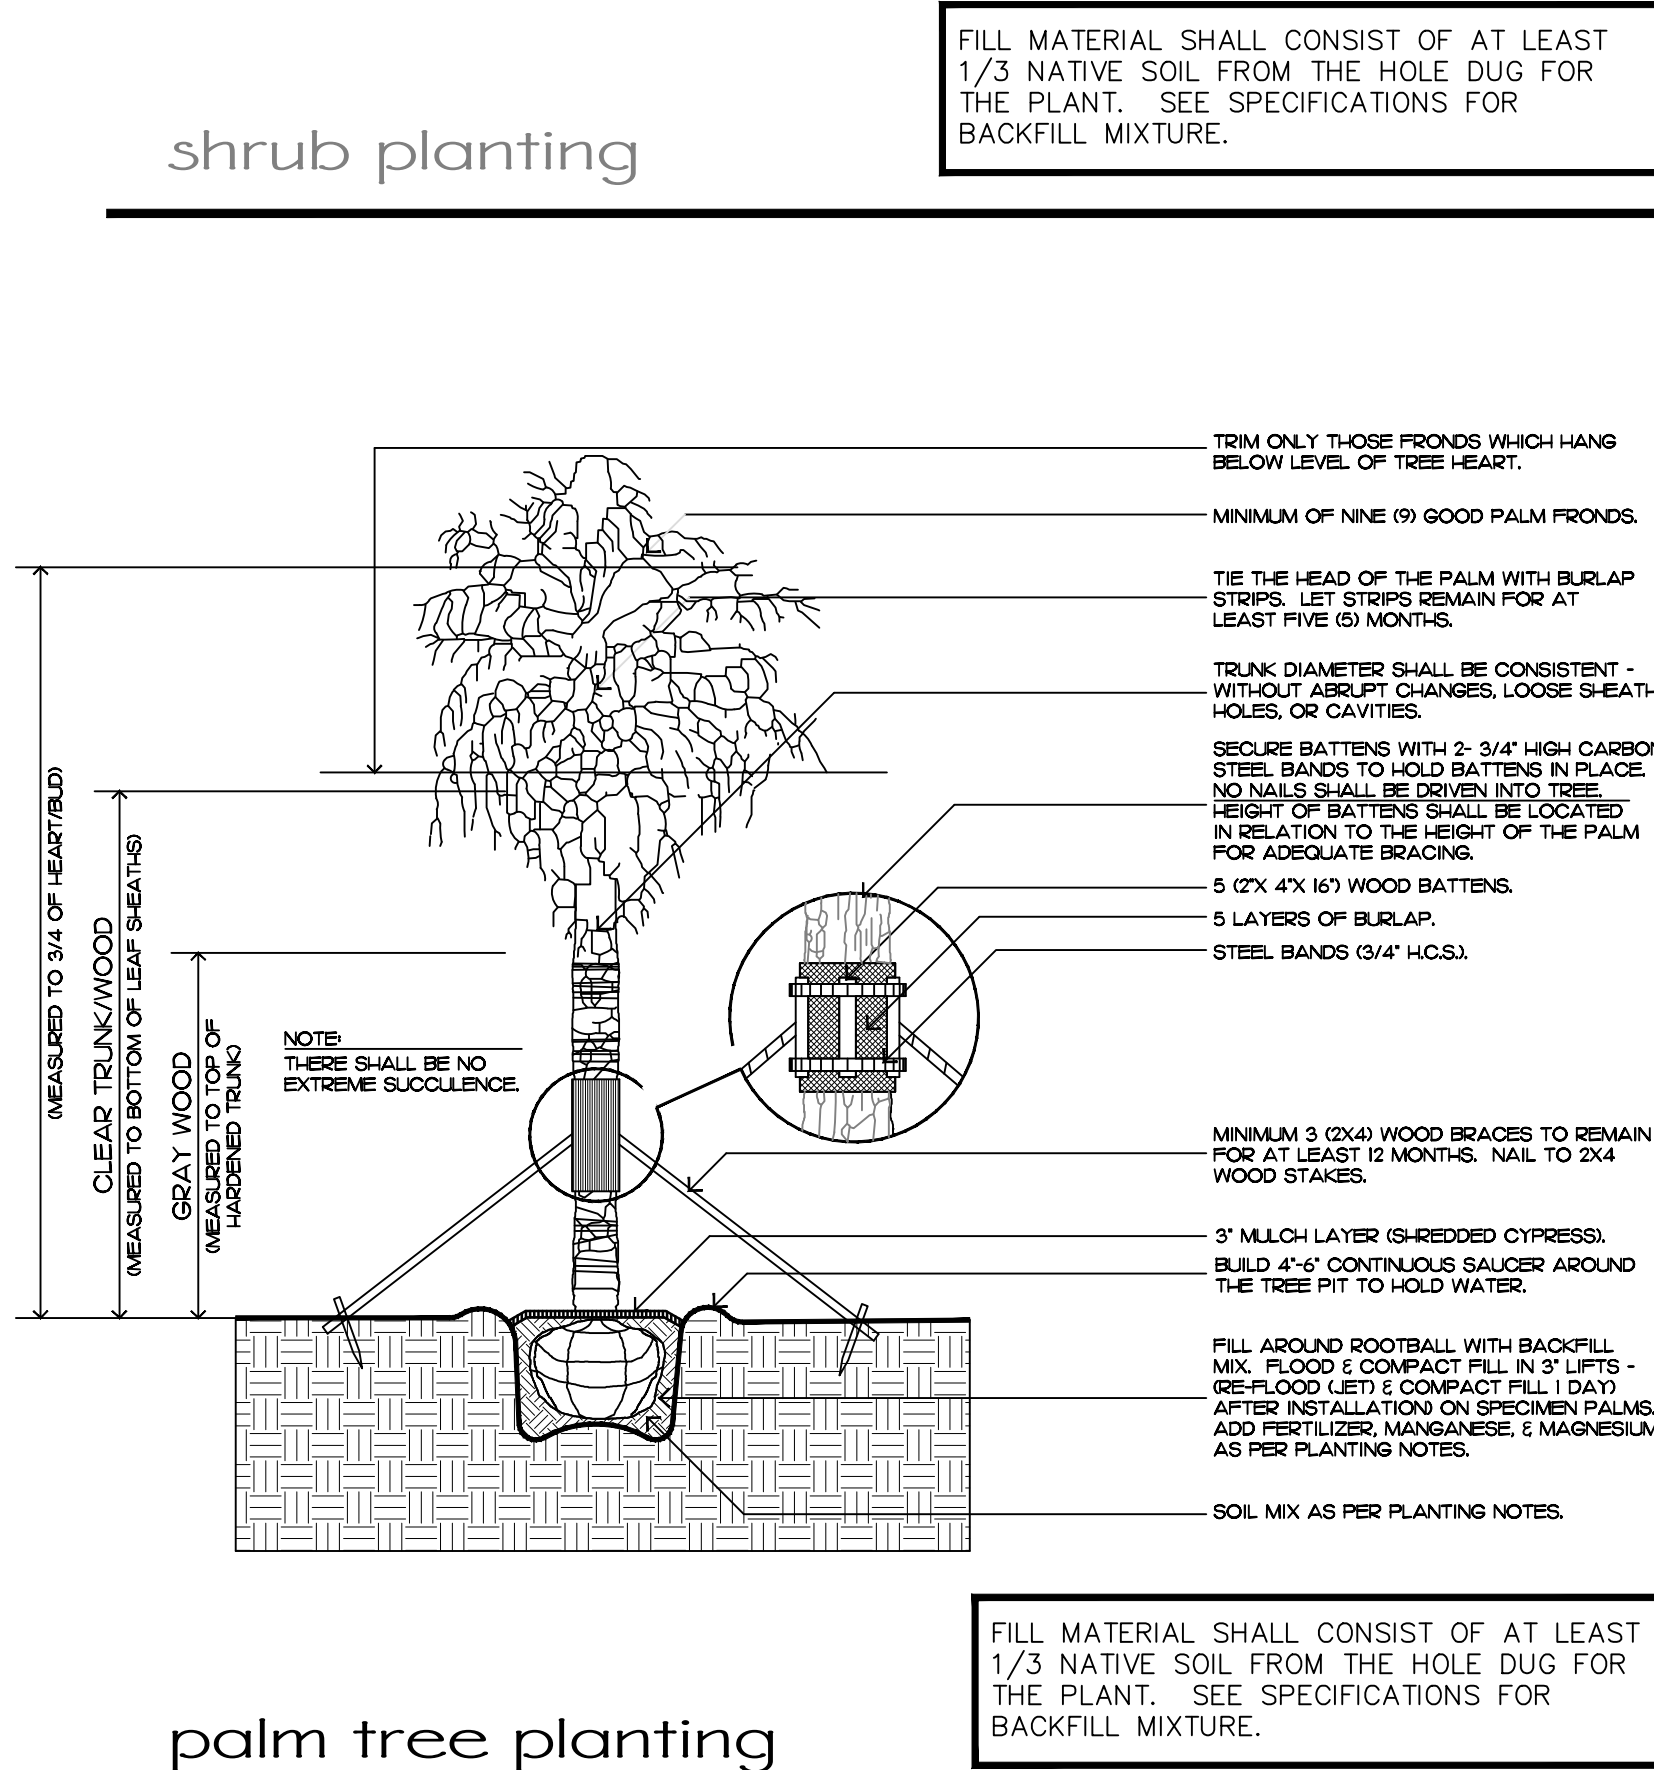 FILL MATERIAL SHALL CONSIST OF AT LEAST
1/3 NATIVE SOIL FROM THE HOLE DUG FOR
THE PLANT. SEE SPECIFICATIONS FOR
BACKFILL MIXTURE.
shrub planting
TRIM ONLY THOSE FRONDS WHICH HANG
BELOW LEVEL OF TREE HEART.
MINIMUM OF NINE (9) GOOD PALM FRONDS.
TIE THE HEAD OF THE PALM WITH BURLAP
STRIPS. LET STRIPS REMAIN FOR AT
LEAST FIVE (5) MONTHS.
TRUNK DIAMETER SHALL BE CONSISTENT -
WITHOUT ABRUPT CHANGES, LOOSE SHEATH
HOLES, OR CAVITIES.
SECURE BATTENS WITH 2- 3/4" HIGH CARBON
STEEL BANDS TO HOLD BATTENS IN PLACE.
NO NAILS SHALL BE DRIVEN INTO TREE.
HEIGHT OF BATTENS SHALL BE LOCATED
IN RELATION TO THE HEIGHT OF THE PALM
FOR ADEQUATE BRACING.
5 (2"X 4"X 16") WOOD BATTENS.
5 LAYERS OF BURLAP.
STEEL BANDS (3/4" H.C.S.).
(MEASURED TO 3/4 OF HEART/BUD)
CLEAR TRUNK/WOOD
(MEASURED TO BOTTOM OF LEAF SHEATHS)
GRAY WOOD
(MEASURED TO TOP OF
HARDENED TRUNK)
NOTE:
THERE SHALL BE NO
EXTREME SUCCULENCE.
MINIMUM 3 (2X4) WOOD BRACES TO REMAIN
FOR AT LEAST 12 MONTHS. NAIL TO 2X4
WOOD STAKES.
3" MULCH LAYER (SHREDDED CYPRESS).
BUILD 4"-6" CONTINUOUS SAUCER AROUND
THE TREE PIT TO HOLD WATER.
FILL AROUND ROOTBALL WITH BACKFILL
MIX. FLOOD & COMPACT FILL IN 3" LIFTS -
(RE-FLOOD (JET) & COMPACT FILL 1 DAY)
AFTER INSTALLATION) ON SPECIMEN PALMS.
ADD FERTILIZER, MANGANESE, & MAGNESIUM
AS PER PLANTING NOTES.
SOIL MIX AS PER PLANTING NOTES.
FILL MATERIAL SHALL CONSIST OF AT LEAST
1/3 NATIVE SOIL FROM THE HOLE DUG FOR
THE PLANT. SEE SPECIFICATIONS FOR
BACKFILL MIXTURE.
palm tree planting